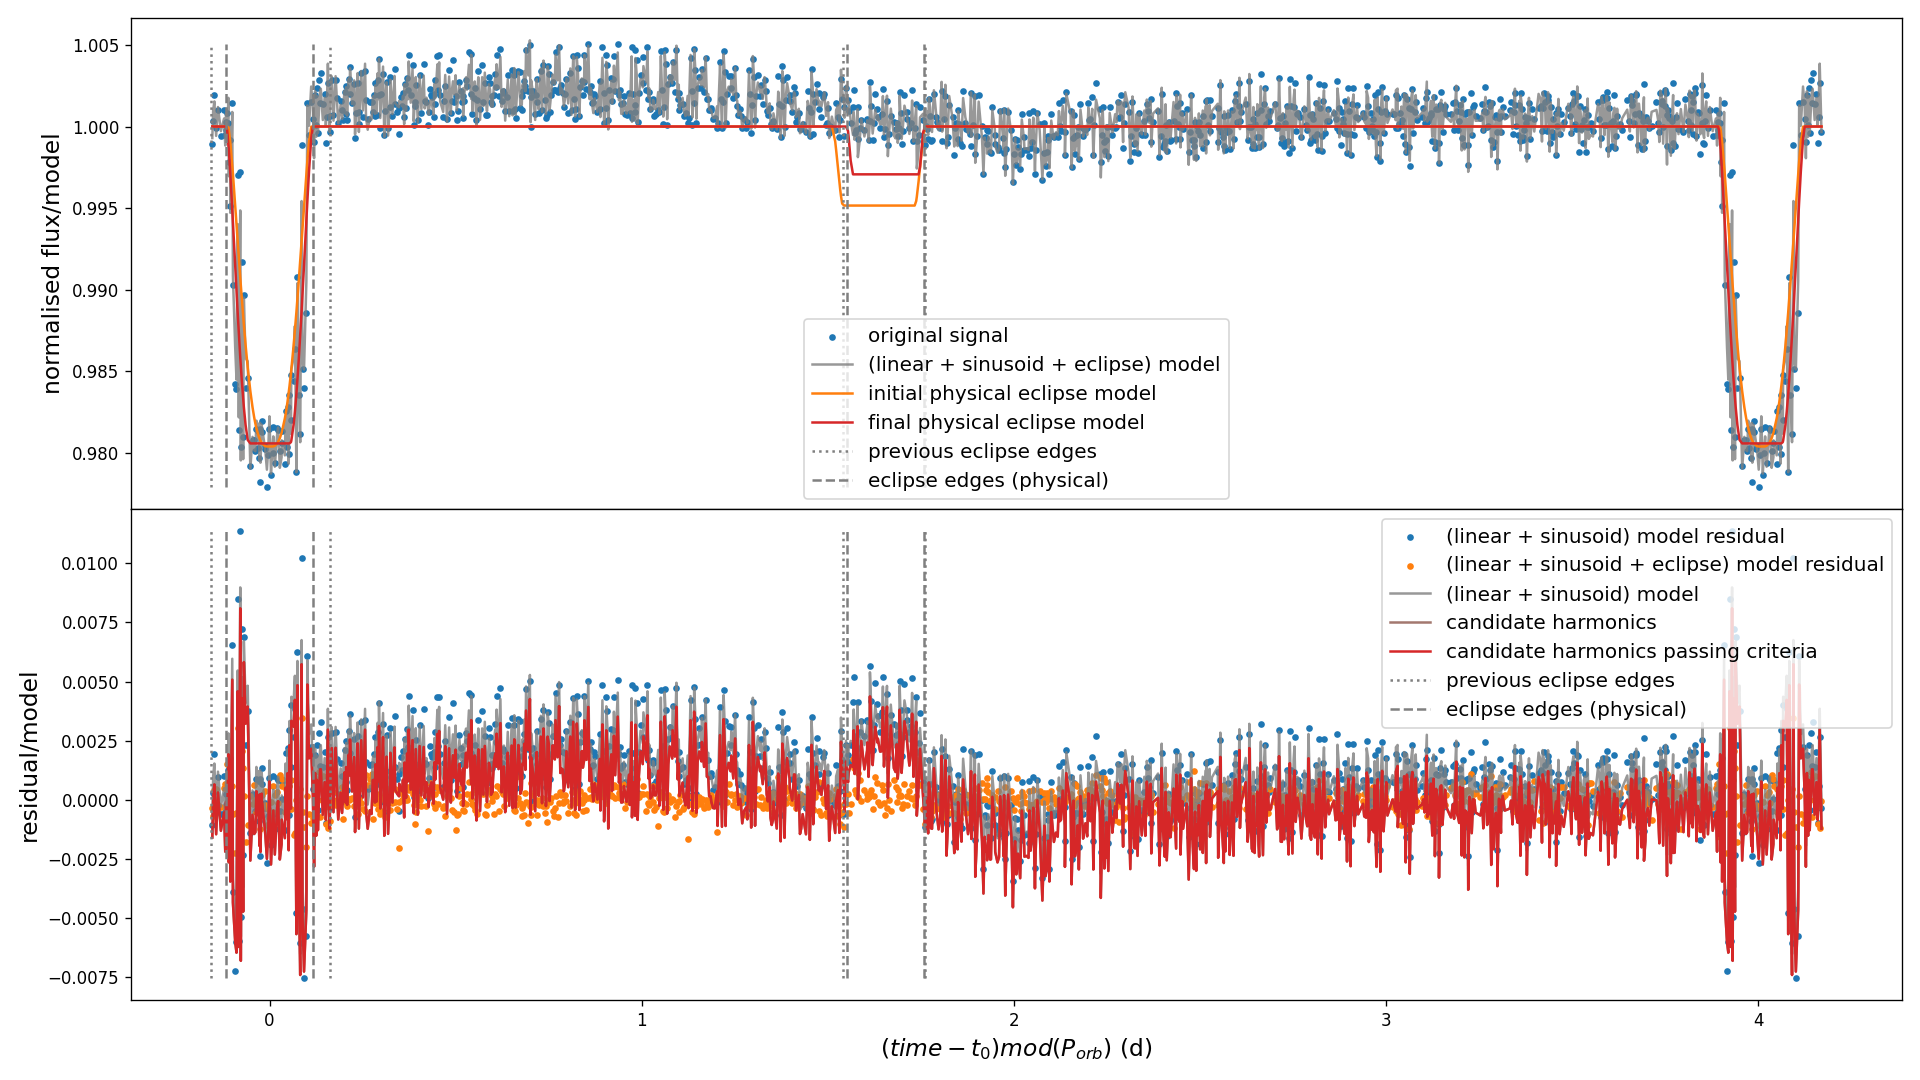 normalised flux/model
1.005
1.000
0.995
0.990
0.985
0.980
original signal
(linear + sinusoid + eclipse) model
initial physical eclipse model
final physical eclipse model
previous eclipse edges
eclipse edges (physical)
residual/model
0.0100
0.0075
0.0050
0.0025
0.0000
−0.0025
−0.0050
−0.0075
(linear + sinusoid) model residual
(linear + sinusoid + eclipse) model residual
(linear + sinusoid) model
candidate harmonics
candidate harmonics passing criteria
previous eclipse edges
eclipse edges (physical)
0 1 2 3 4
(time − t₀)mod(Pₒᵣb) (d)